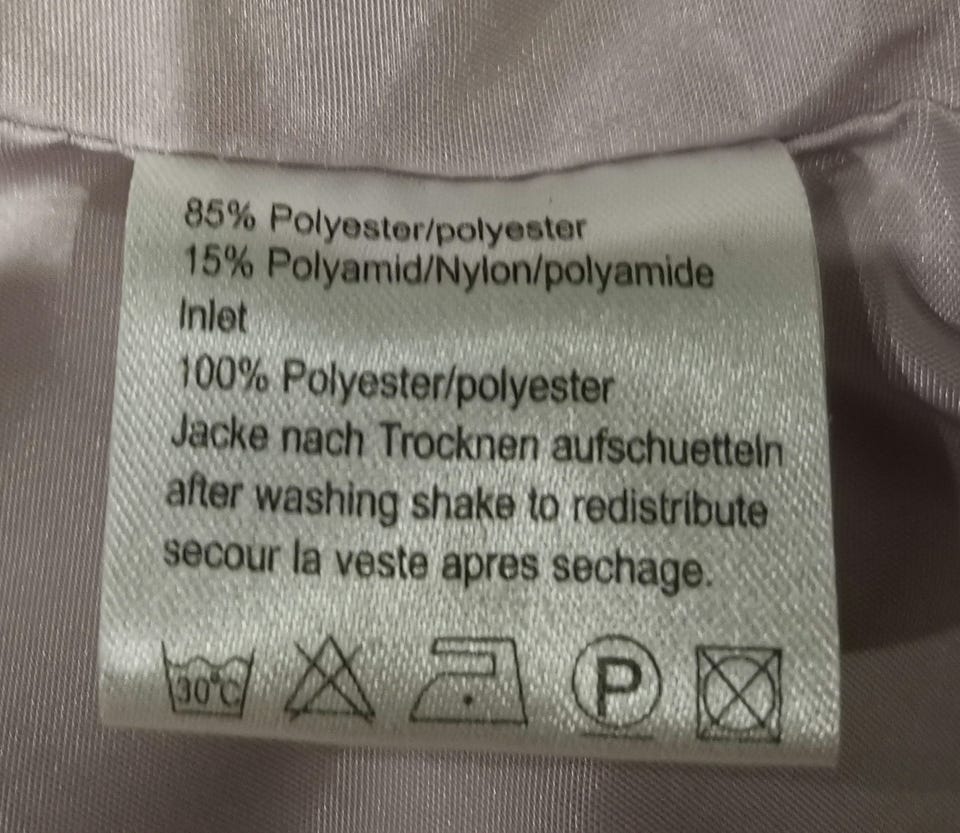 85% Polyester/polyester
15% Polyamid/Nylon/polyamide
Inlet
100% Polyester/polyester
Jacke nach Trocknen aufschuetteln
after washing shake to redistribute
secour la veste apres sechage.
30°C P